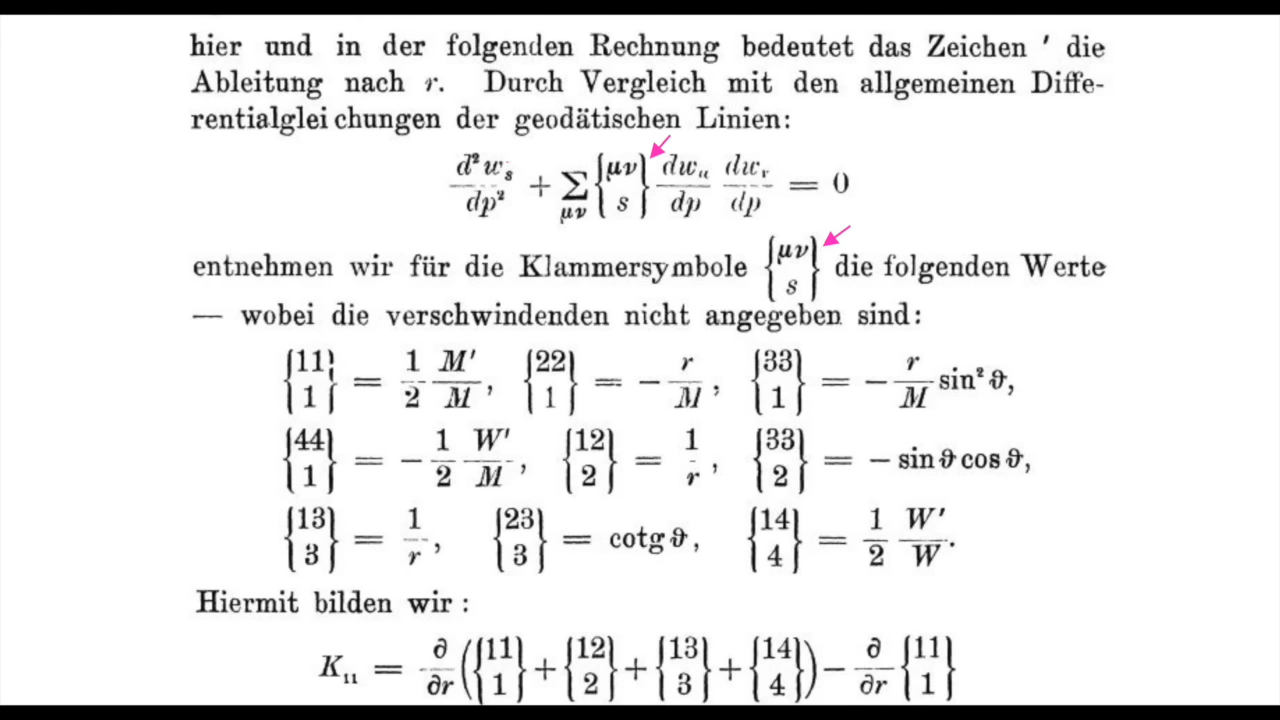 hier und in der folgenden Rechnung bedeutet das Zeichen ′ die
Ableitung nach r. Durch Vergleich mit den allgemeinen Diffe-
rentialglei chungen der geodätischen Linien:
d²w_s/dp² + Σ_μν {μν s} dw_μ/dp dw_ν/dp = 0
entnehmen wir für die Klammersymbole {μν s} die folgenden Werte
— wobei die verschwindenden nicht angegeben sind:
{11 1} = 1/2 M′/M, {22 1} = − r/M, {33 1} = − r/M sin² ϑ,
{44 1} = − 1/2 W′/M, {12 2} = 1/r, {33 2} = − sin ϑ cos ϑ,
{13 3} = 1/r, {23 3} = cotg ϑ, {14 4} = 1/2 W′/W.
Hiermit bilden wir:
K₁₁ = ∂/∂r ({11 1} + {12 2} + {13 3} + {14 4}) − ∂/∂r {11 1}